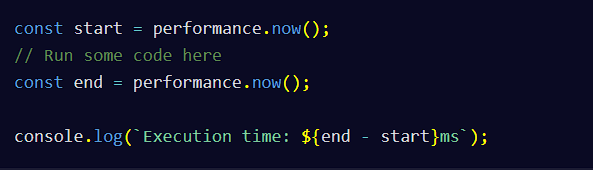 const start = performance.now();
// Run some code here
const end = performance.now();
console.log(`Execution time: ${end - start}ms`);